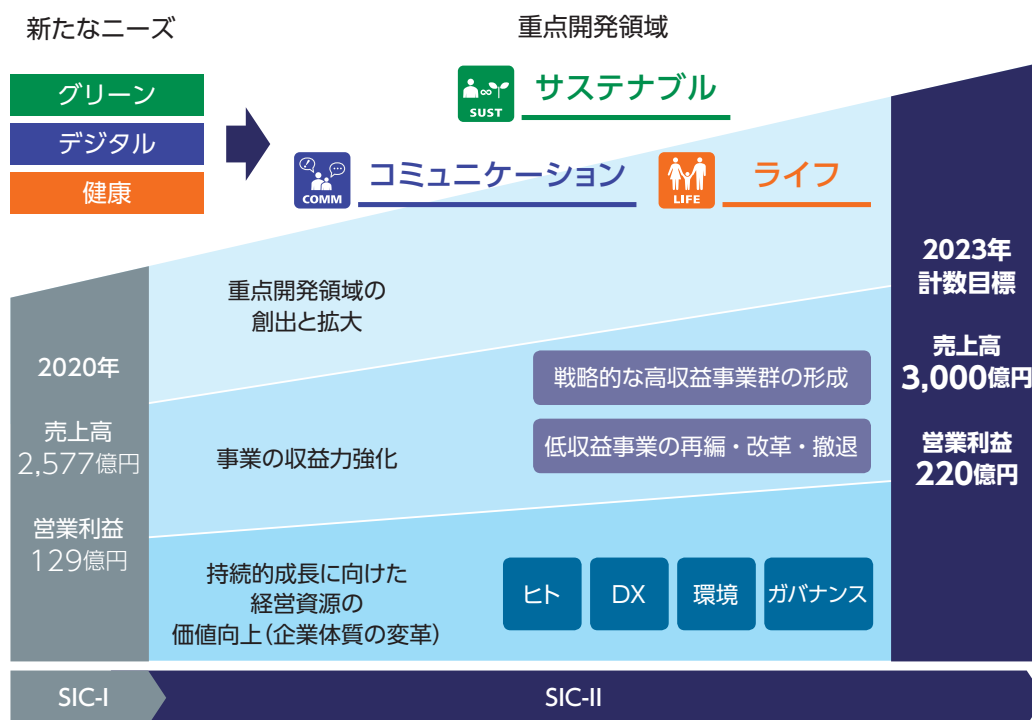 新たなニーズ
重点開発領域
グリーン
デジタル
健康
SUST
サステナブル
COMM
コミュニケーション
LIFE
ライフ
重点開発領域の
創出と拡大
2020年
売上高
2,577億円
営業利益
129億円
事業の収益力強化
戦略的な高収益事業群の形成
低収益事業の再編・改革・撤退
持続的成長に向けた
経営資源の
価値向上(企業体質の変革)
ヒト
DX
環境
ガバナンス
2023年
計数目標
売上高
3,000億円
営業利益
220億円
SIC-I
SIC-II